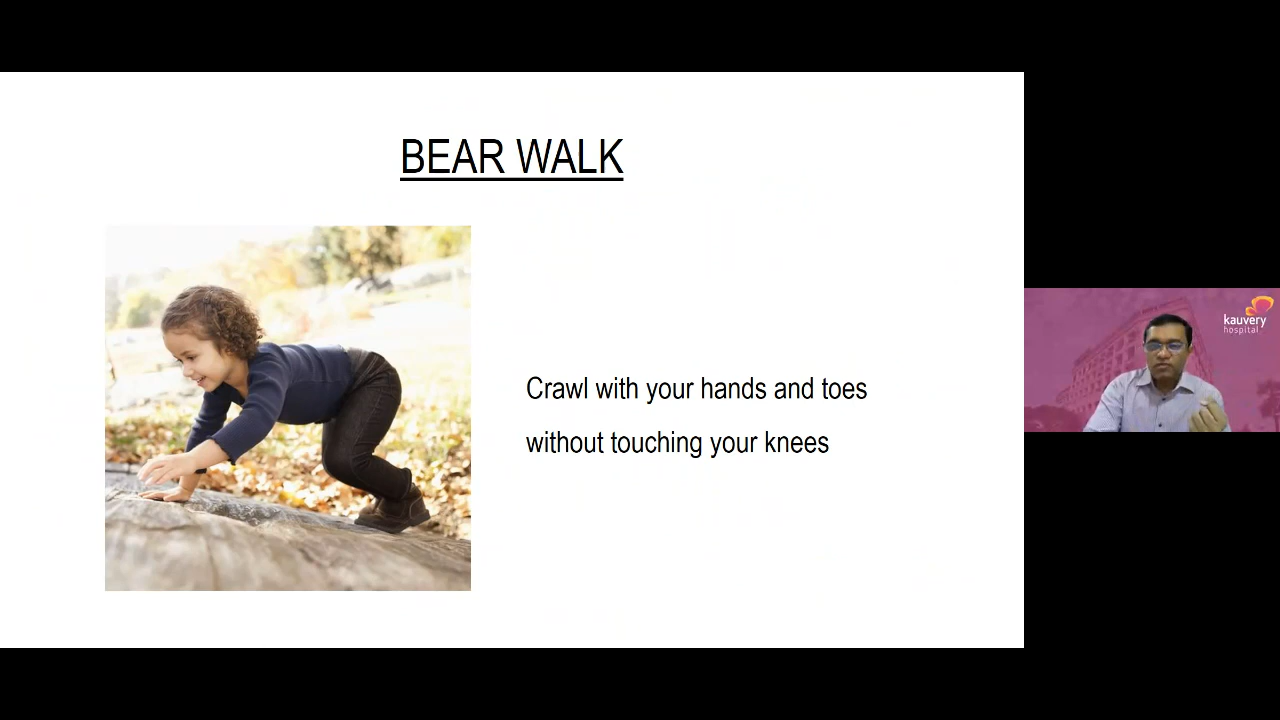 BEAR WALK
Crawl with your hands and toes
without touching your knees
kauvery
hospital